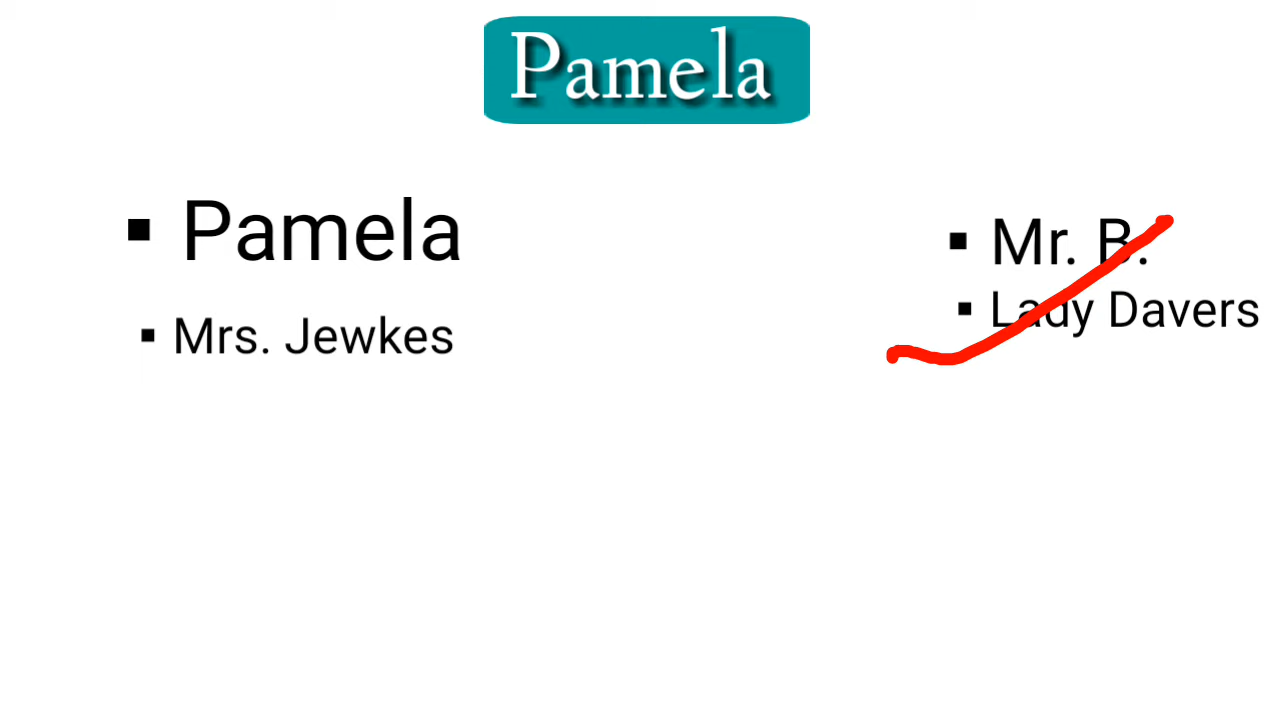 Pamela
▪ Pamela
▪ Mrs. Jewkes
▪ Mr. B.
▪ Lady Davers